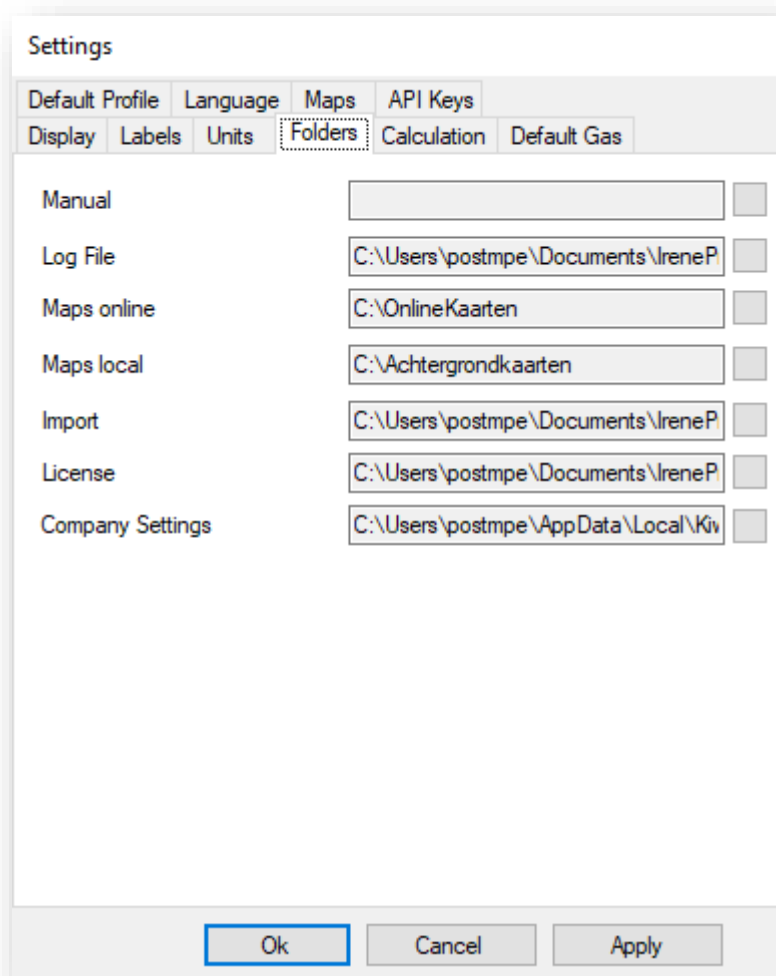 Settings
Default Profile Language Maps API Keys
Display Labels Units Folders Calculation Default Gas
Manual
Log File C:\Users\postmpe\Documents\IreneP
Maps online C:\OnlineKaarten
Maps local C:\Achtergrondkaarten
Import C:\Users\postmpe\Documents\IreneP
License C:\Users\postmpe\Documents\IreneP
Company Settings C:\Users\postmpe\AppData\Local\Kiw
Ok Cancel Apply